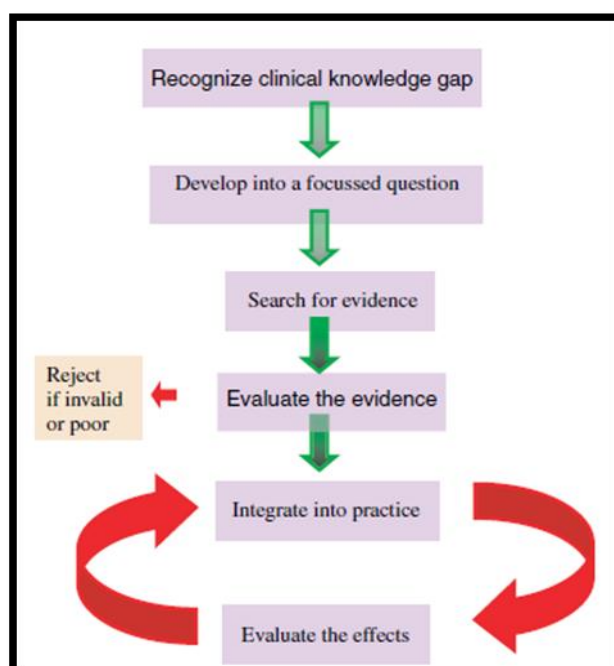 Recognize clinical knowledge gap
Develop into a focussed question
Search for evidence
Reject
if invalid
or poor
Evaluate the evidence
Integrate into practice
Evaluate the effects